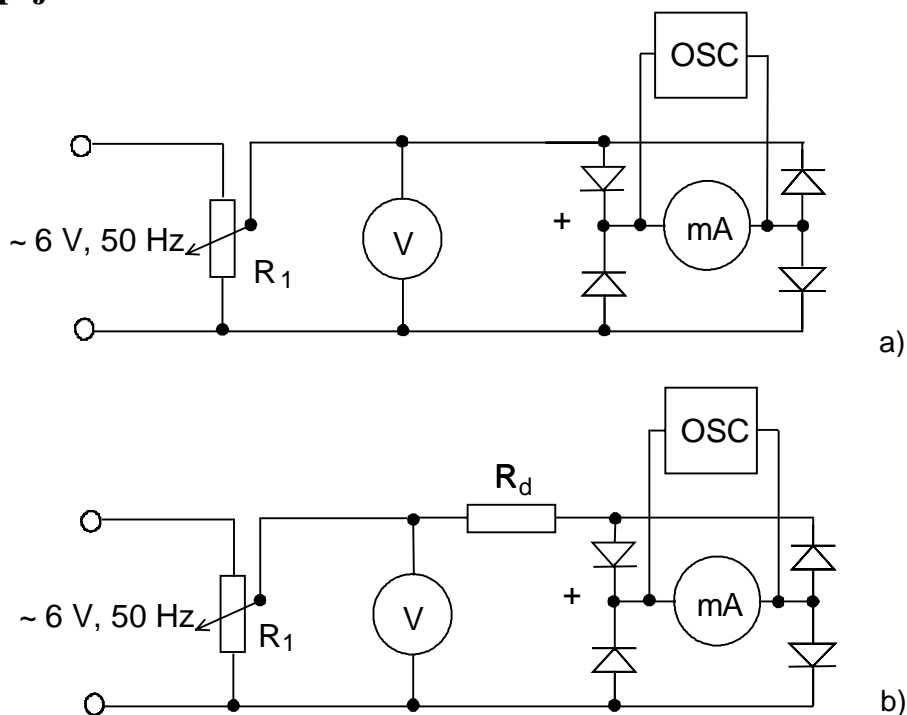 OSC
+
mA
~ 6 V, 50 Hz
R1
V
a)
OSC
Rd
+
mA
~ 6 V, 50 Hz
R1
V
b)